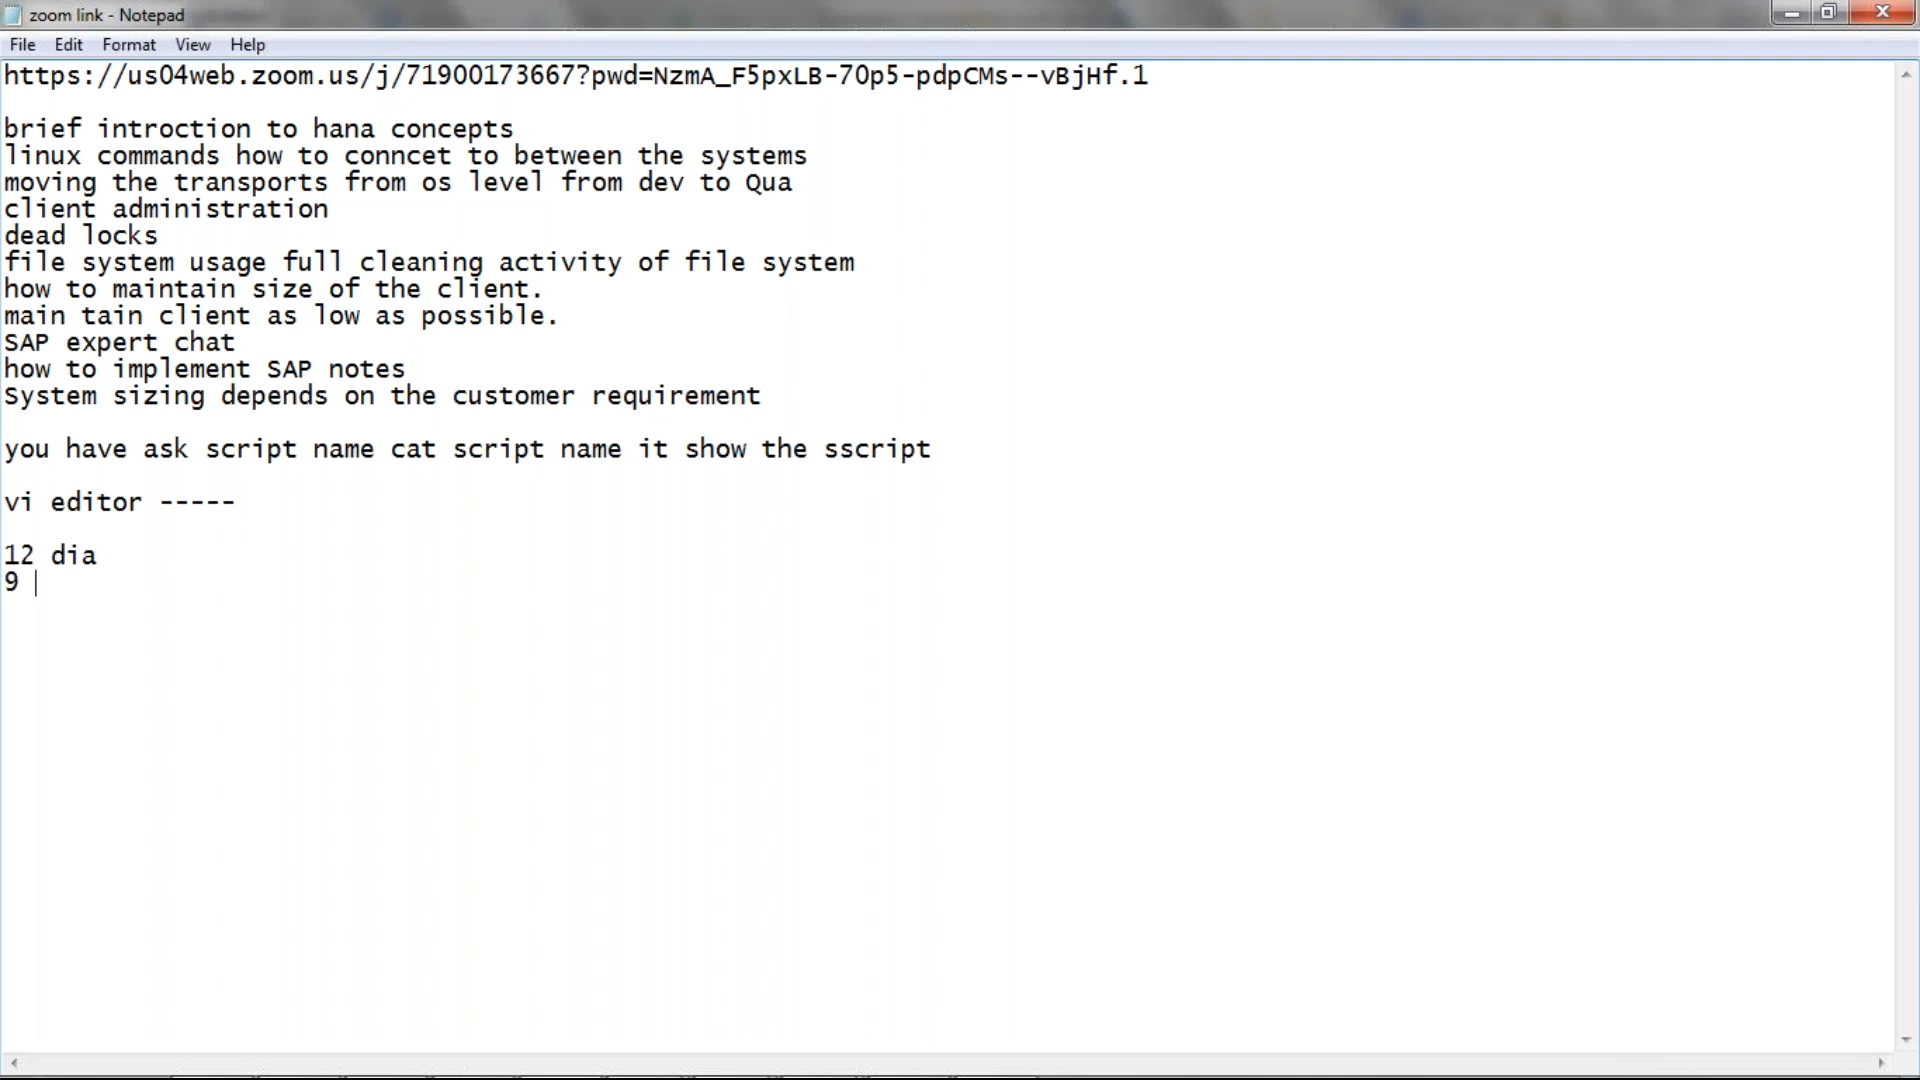 zoom link - Notepad
File Edit Format View Help
https://us04web.zoom.us/j/71900173667?pwd=NzmA_F5pxLB-70p5-pdpCMs--vBjHf.1
brief introction to hana concepts
linux commands how to conncet to between the systems
moving the transports from os level from dev to Qua
client administration
dead locks
file system usage full cleaning activity of file system
how to maintain size of the client.
main tain client as low as possible.
SAP expert chat
how to implement SAP notes
System sizing depends on the customer requirement
you have ask script name cat script name it show the sscript
vi editor -----
12 dia
9